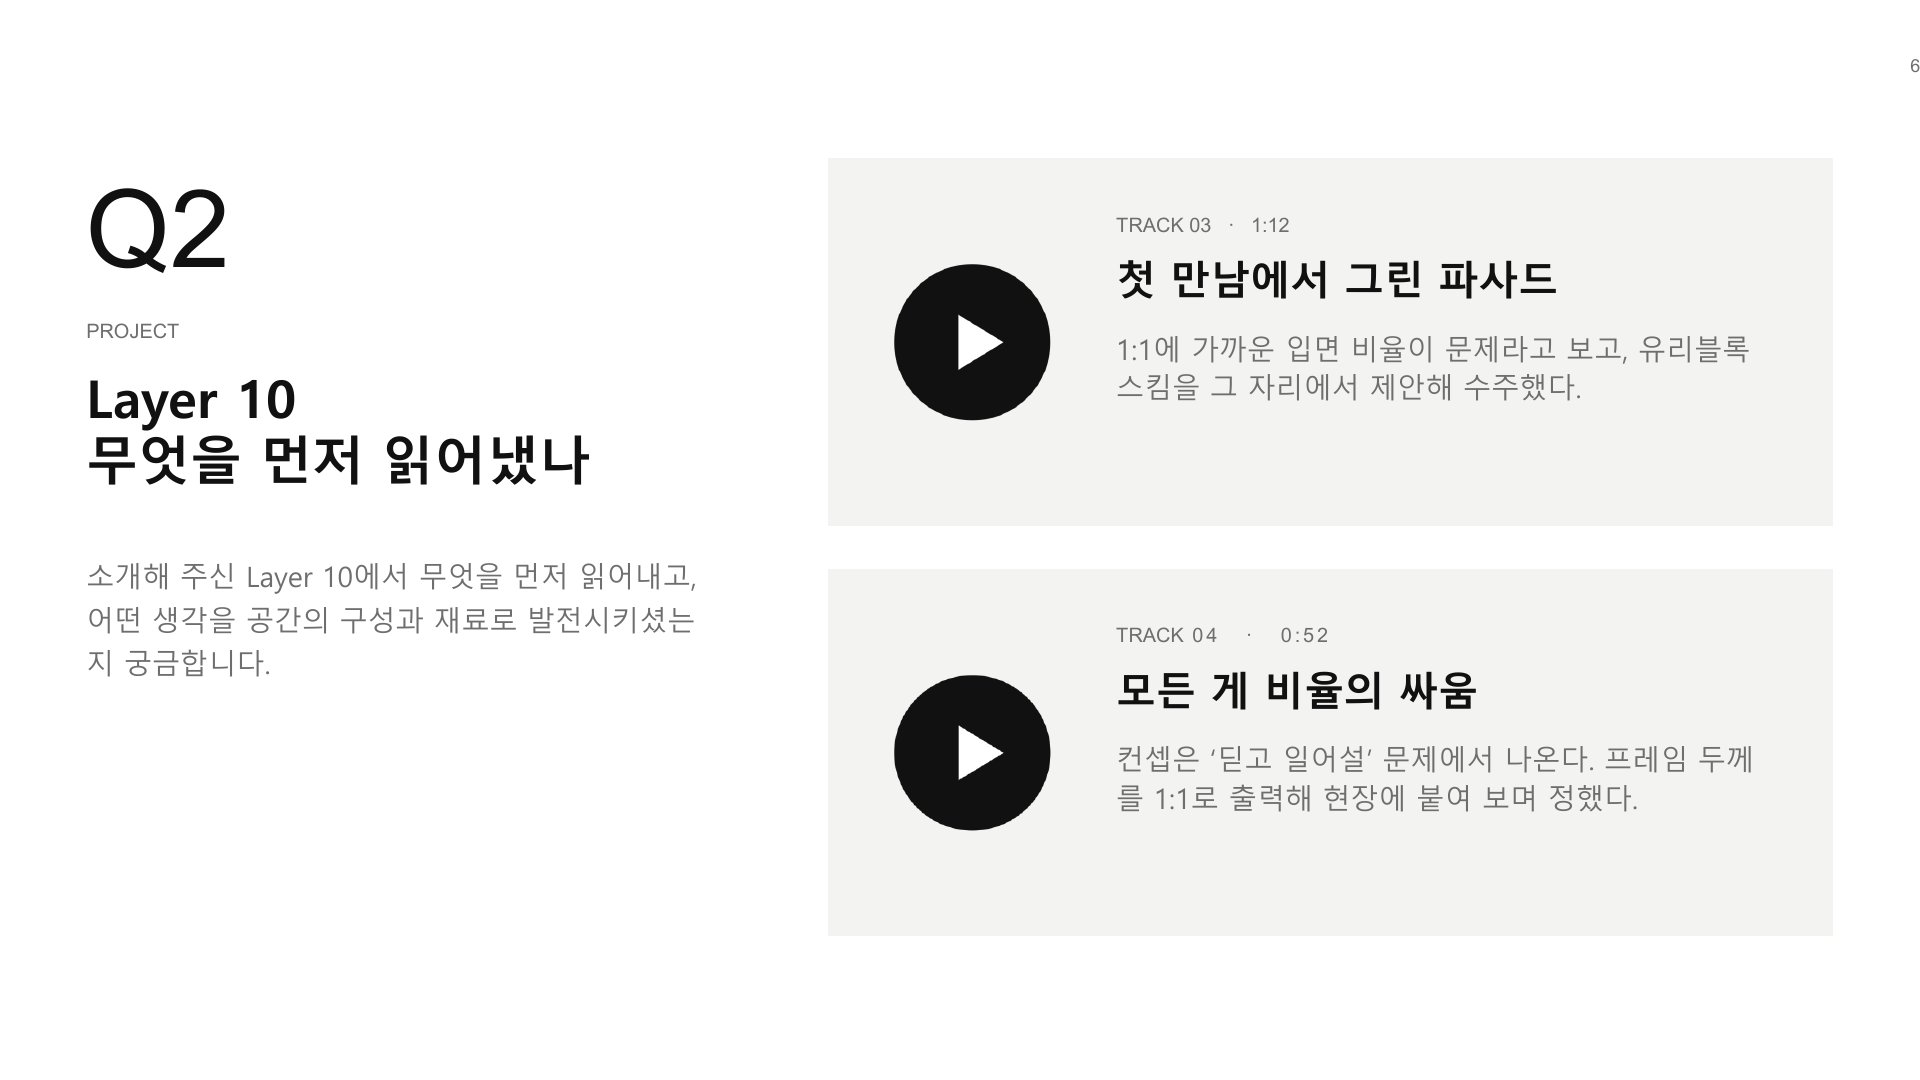 6
Q2
PROJECT
Layer 10
무엇을 먼저 읽어냈나
소개해 주신 Layer 10에서 무엇을 먼저 읽어내고,
어떤 생각을 공간의 구성과 재료로 발전시키셨는
지 궁금합니다.
TRACK 03 · 1:12
첫 만남에서 그린 파사드
1:1에 가까운 입면 비율이 문제라고 보고, 유리블록
스킴을 그 자리에서 제안해 수주했다.
TRACK 04 · 0:52
모든 게 비율의 싸움
컨셉은 ‘딛고 일어설’ 문제에서 나온다. 프레임 두께
를 1:1로 출력해 현장에 붙여 보며 정했다.